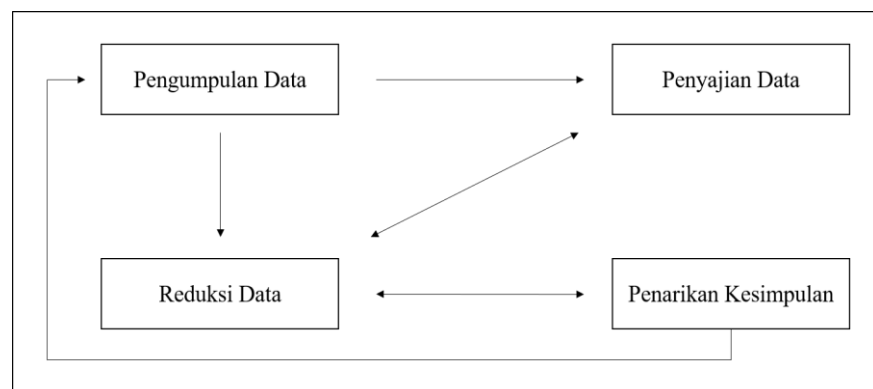 Pengumpulan Data
Penyajian Data
Reduksi Data
Penarikan Kesimpulan